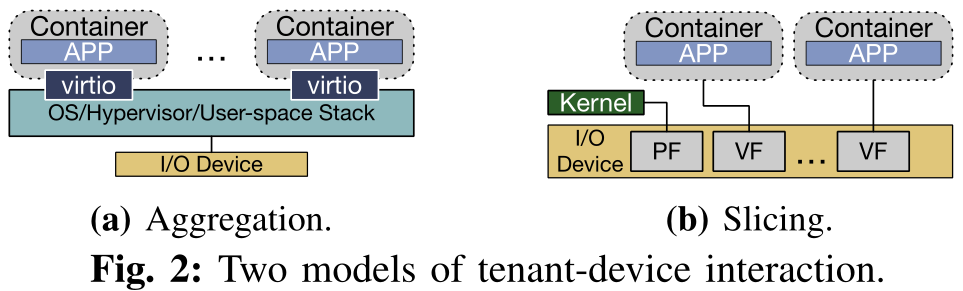 Container
APP
virtio
...
Container
APP
virtio
OS/Hypervisor/User-space Stack
I/O Device
(a) Aggregation.
Container
APP
Container
APP
Kernel
I/O
Device
PF
VF
...
VF
(b) Slicing.
Fig. 2: Two models of tenant-device interaction.